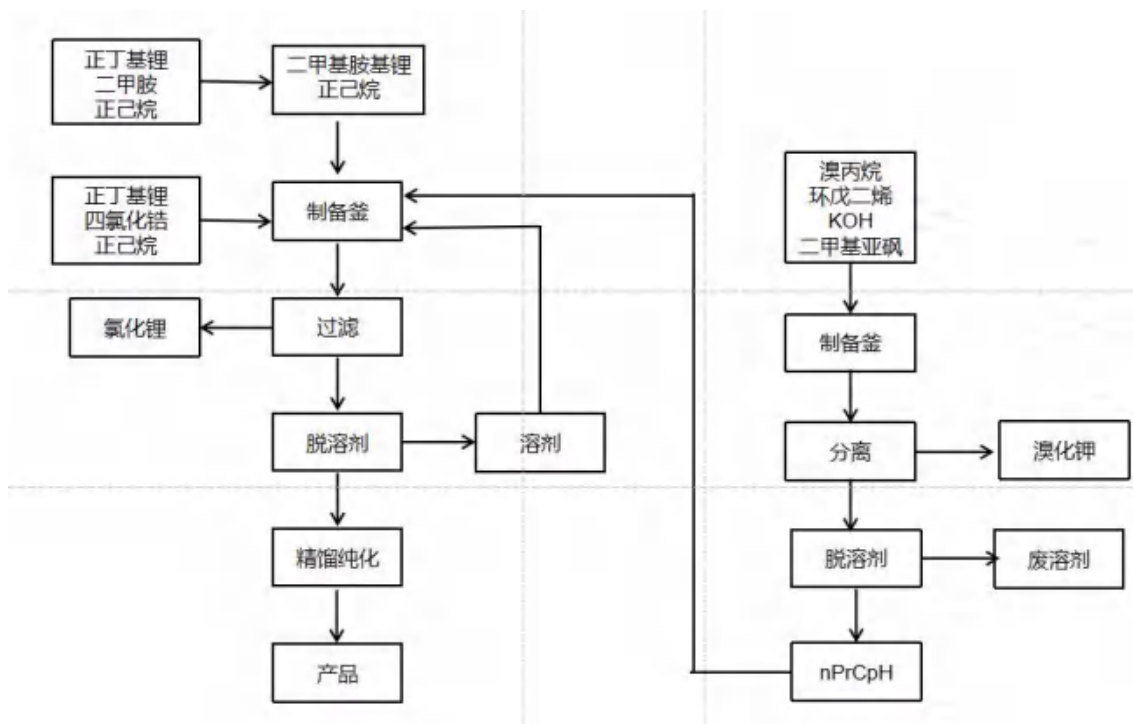 正丁基锂
二甲胺
正己烷
二甲基胺基锂
正己烷
正丁基锂
四氯化锆
正己烷
制备釜
溴丙烷
环戊二烯
KOH
二甲基亚砜
氯化锂
过滤
制备釜
脱溶剂
溶剂
分离
溴化钾
精馏纯化
脱溶剂
废溶剂
产品
nPrCpH